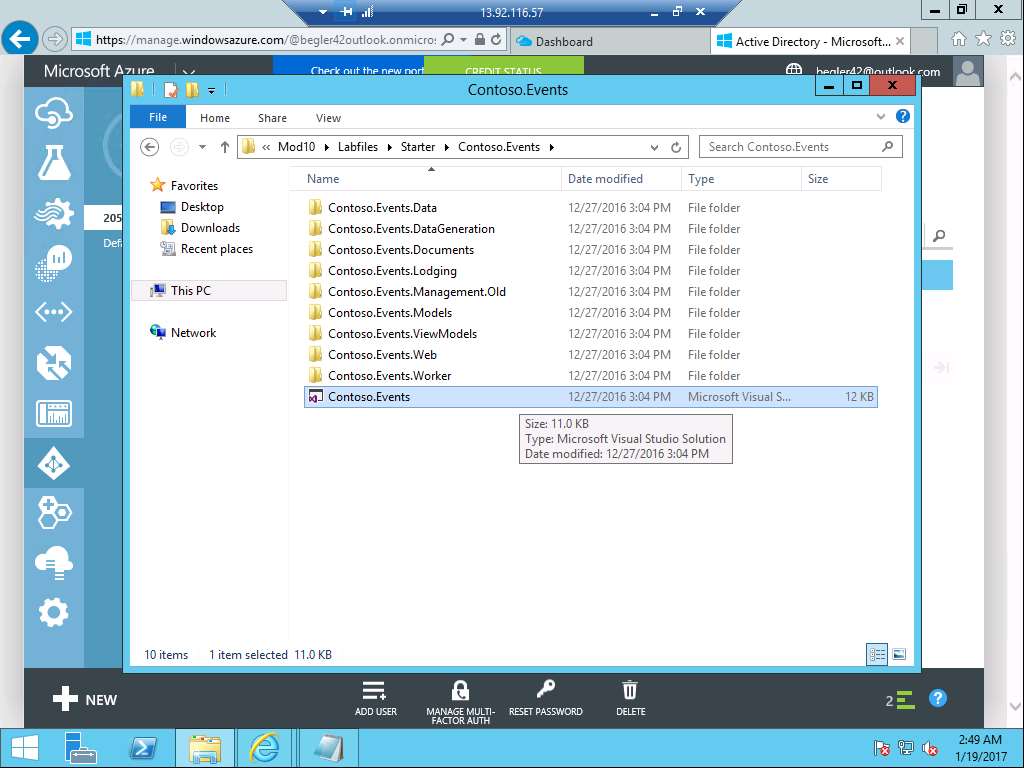 13.92.116.57
https://manage.windowsazure.com/@begler42outlook.onmicros
Dashboard
Active Directory - Microsoft...
Microsoft Azure
Check out the new port
CREDIT STATUS
begler42@outlook.com
Contoso.Events
File
Home
Share
View
« Mod10 Labfiles Starter Contoso.Events
Search Contoso.Events
Name
Date modified
Type
Size
Favorites
Desktop
Downloads
Recent places
This PC
Network
Contoso.Events.Data 12/27/2016 3:04 PM File folder
Contoso.Events.DataGeneration 12/27/2016 3:04 PM File folder
Contoso.Events.Documents 12/27/2016 3:04 PM File folder
Contoso.Events.Lodging 12/27/2016 3:04 PM File folder
Contoso.Events.Management.Old 12/27/2016 3:04 PM File folder
Contoso.Events.Models 12/27/2016 3:04 PM File folder
Contoso.Events.ViewModels 12/27/2016 3:04 PM File folder
Contoso.Events.Web 12/27/2016 3:04 PM File folder
Contoso.Events.Worker 12/27/2016 3:04 PM File folder
Contoso.Events 12/27/2016 3:04 PM Microsoft Visual S... 12 KB
Size: 11.0 KB
Type: Microsoft Visual Studio Solution
Date modified: 12/27/2016 3:04 PM
205
Defa
10 items
1 item selected 11.0 KB
NEW
ADD USER
MANAGE MULTI-
FACTOR AUTH
RESET PASSWORD
DELETE
2
2:49 AM
1/19/2017